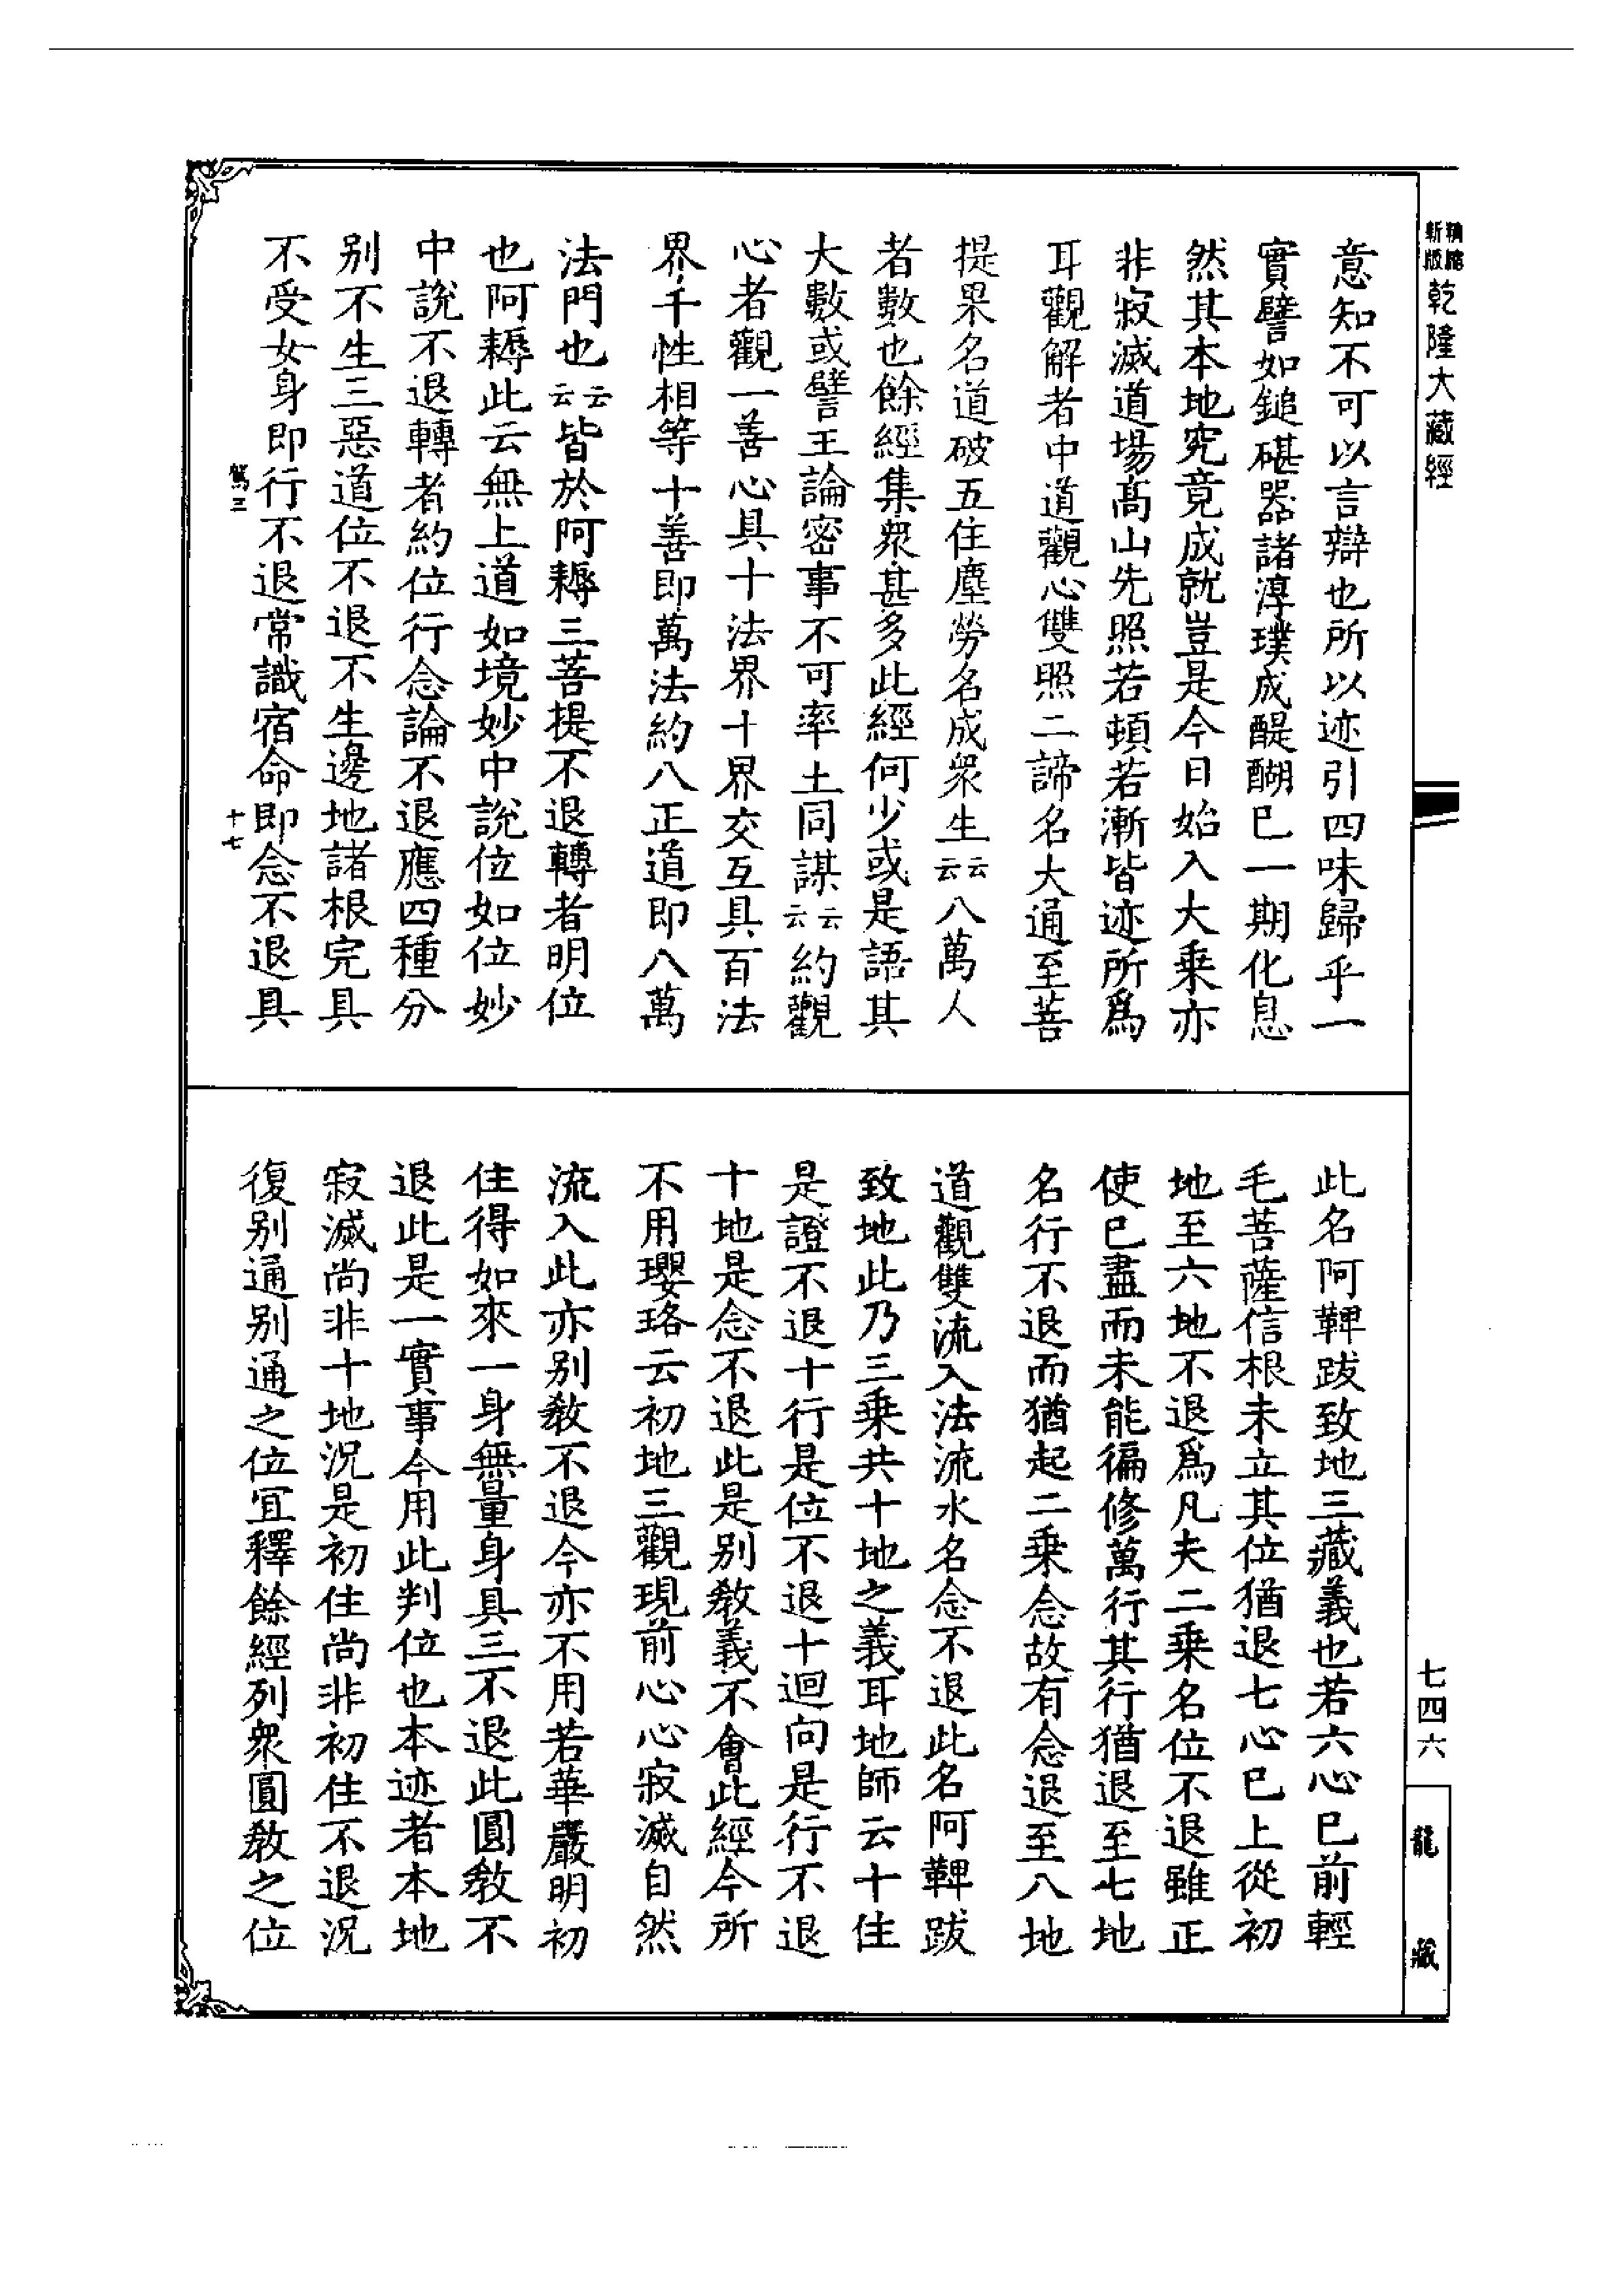 新版精縮乾隆大藏經
意知不可以言辯也所以迹引四味歸乎一
實譬如鎚碪器諸淳璞成醍醐已一期化息
然其本地究竟成就豈是今日始入大乘亦
非寂滅道場髙山先照若頓若漸皆迹所爲
耳觀解者中道觀心雙照二諦名大通至菩
提果名道破五住塵勞名成衆生云云八萬人
者數也餘經集衆甚多此經何少或是語其
大數或譬王論密事不可率土同謀云云約觀
心者觀一善心具十法界十界交互具百法
界千性相等十善即萬法約八正道即八萬
法門也云云皆於阿耨三菩提不退轉者明位
也阿耨此云無上道如境妙中說位如位妙
中說不退轉者約位行念論不退應四種分
别不生三惡道位不退不生邊地諸根完具
不受女身即行不退常識宿命即念不退具
駕三
十七
此名阿鞞跋致地三藏義也若六心已前輕
毛菩薩信根未立其位猶退七心已上從初
地至六地不退爲凡夫二乘名位不退雖正
使已盡而未能徧修萬行其行猶退至七地
名行不退而猶起二乘念故有念退至八地
道觀雙流入法流水名念不退此名阿鞞跋
致地此乃三乘共十地之義耳地師云十住
是證不退十行是位不退十迴向是行不退
十地是念不退此是别教義不會此經今所
不用瓔珞云初地三觀現前心心寂滅自然
流入此亦别教不退今亦不用若華嚴明初
住得如來一身無量身具三不退此圓教不
退此是一實事今用此判位也本迹者本地
寂滅尚非十地況是初住尚非初住不退況
復别通别通之位冝釋餘經列衆圓教之位
七四六
龍
藏